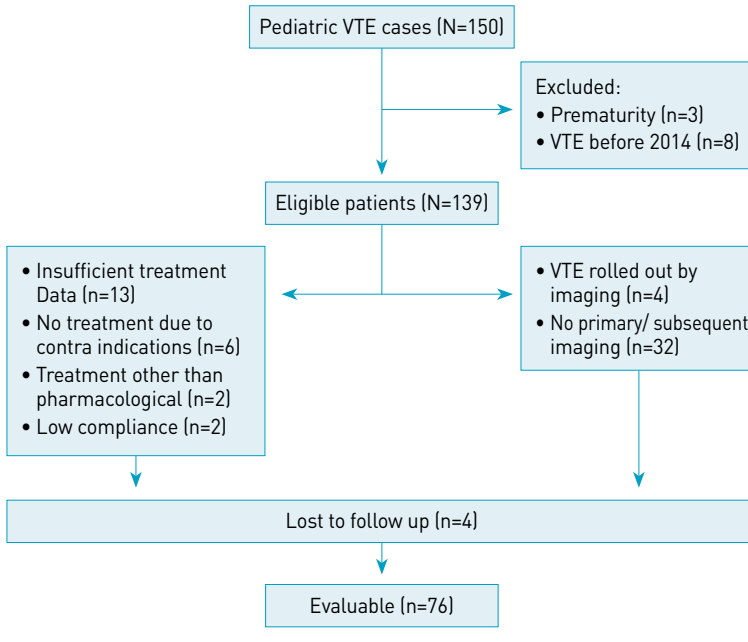 Pediatric VTE cases (N=150)
Excluded:
• Prematurity (n=3)
• VTE before 2014 (n=8)
Eligible patients (N=139)
• Insufficient treatment
Data (n=13)
• No treatment due to
contra indications (n=6)
• Treatment other than
pharmacological (n=2)
• Low compliance (n=2)
• VTE rolled out by
imaging (n=4)
• No primary/ subsequent
imaging (n=32)
Lost to follow up (n=4)
Evaluable (n=76)